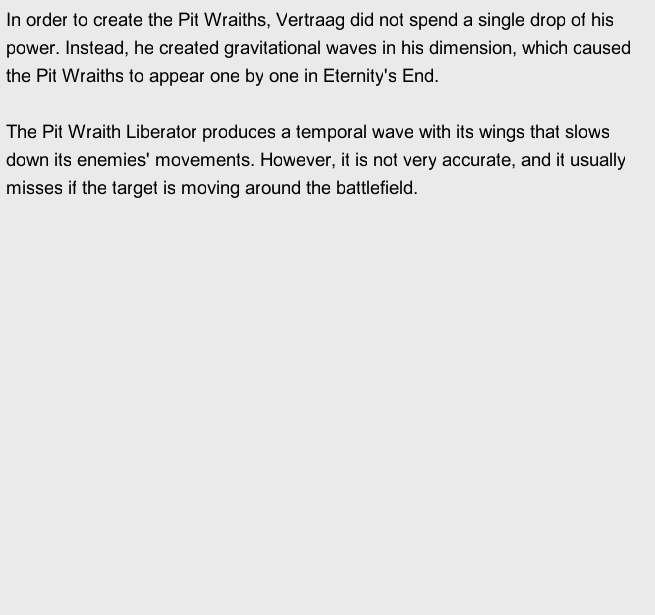 In order to create the Pit Wraiths, Vertraag did not spend a single drop of his
power. Instead, he created gravitational waves in his dimension, which caused
the Pit Wraiths to appear one by one in Eternity's End.
The Pit Wraith Liberator produces a temporal wave with its wings that slows
down its enemies' movements. However, it is not very accurate, and it usually
misses if the target is moving around the battlefield.